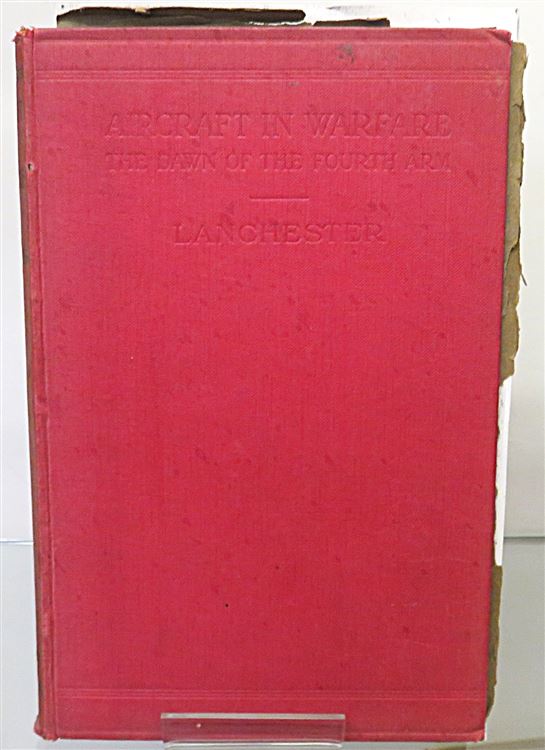 AIRCRAFT IN WARFARE
THE DAWN OF THE FOURTH ARM
LANCHESTER